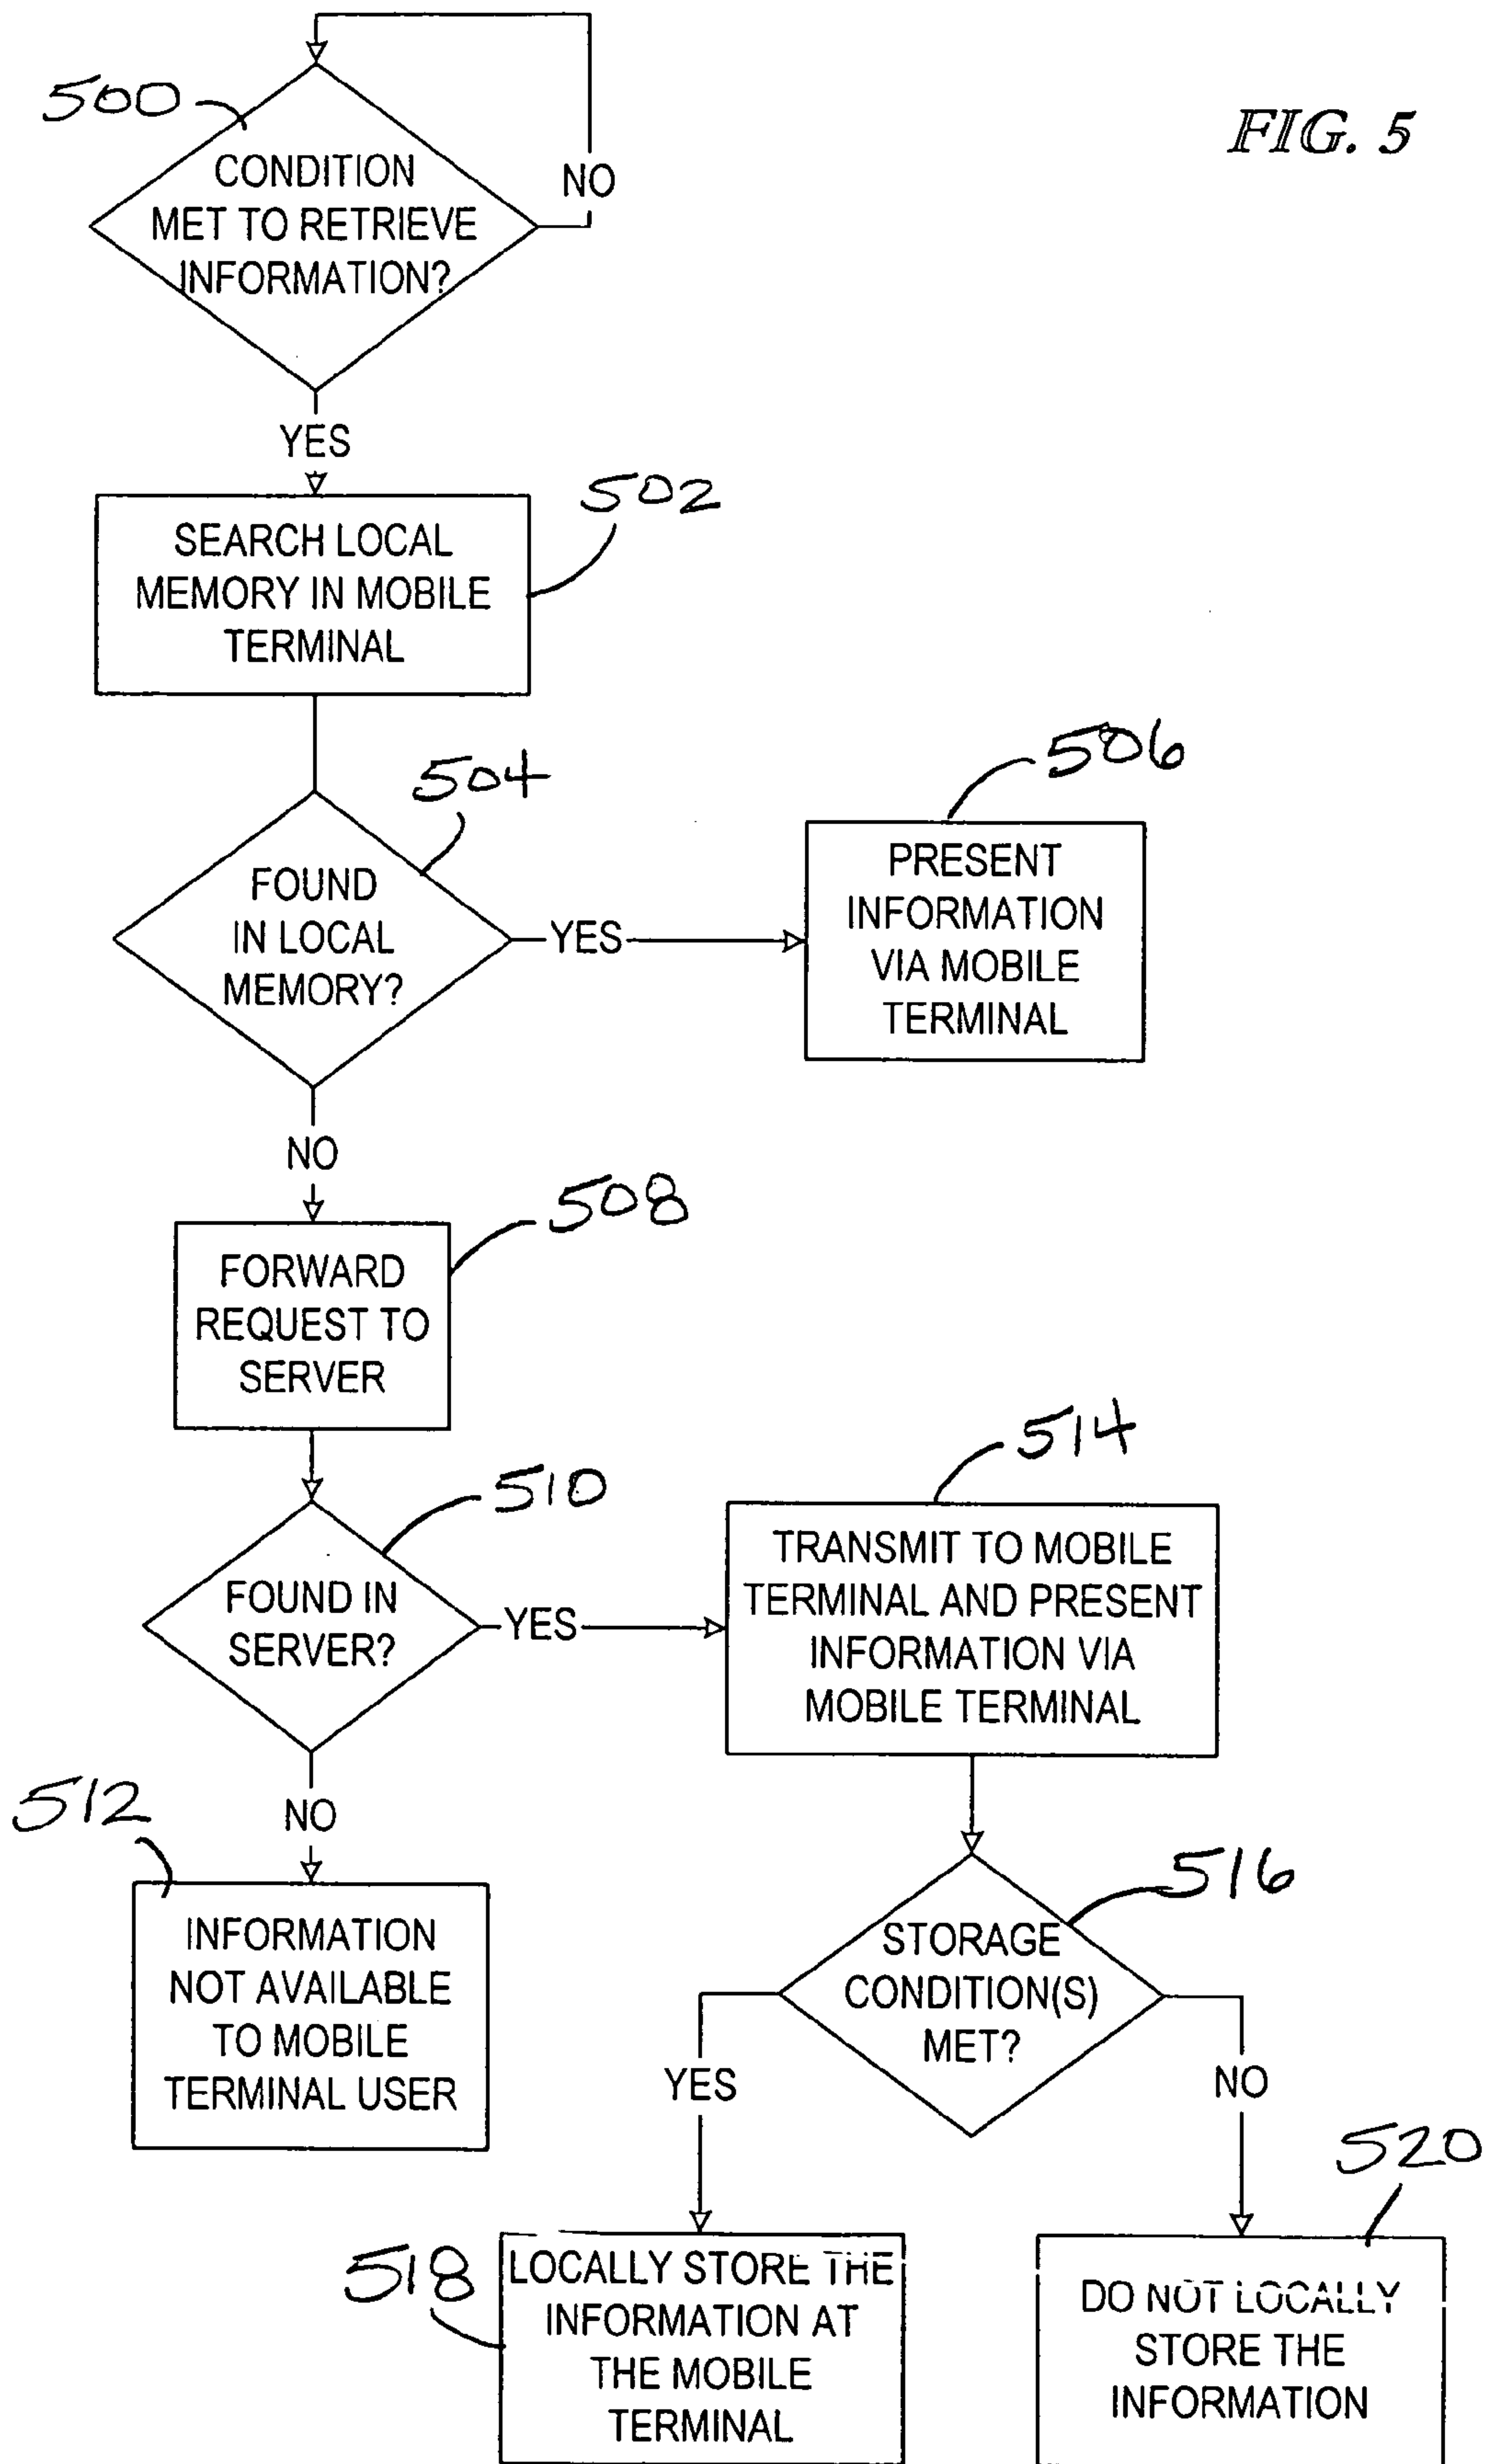 FIG. 5
500
CONDITION
MET TO RETRIEVE
INFORMATION?
NO
YES
502
SEARCH LOCAL
MEMORY IN MOBILE
TERMINAL
504
FOUND
IN LOCAL
MEMORY?
YES
506
PRESENT
INFORMATION
VIA MOBILE
TERMINAL
NO
508
FORWARD
REQUEST TO
SERVER
510
FOUND IN
SERVER?
YES
514
TRANSMIT TO MOBILE
TERMINAL AND PRESENT
INFORMATION VIA
MOBILE TERMINAL
NO
512
INFORMATION
NOT AVAILABLE
TO MOBILE
TERMINAL USER
516
STORAGE
CONDITION(S)
MET?
YES
NO
518
LOCALLY STORE THE
INFORMATION AT
THE MOBILE
TERMINAL
520
DO NOT LOCALLY
STORE THE
INFORMATION